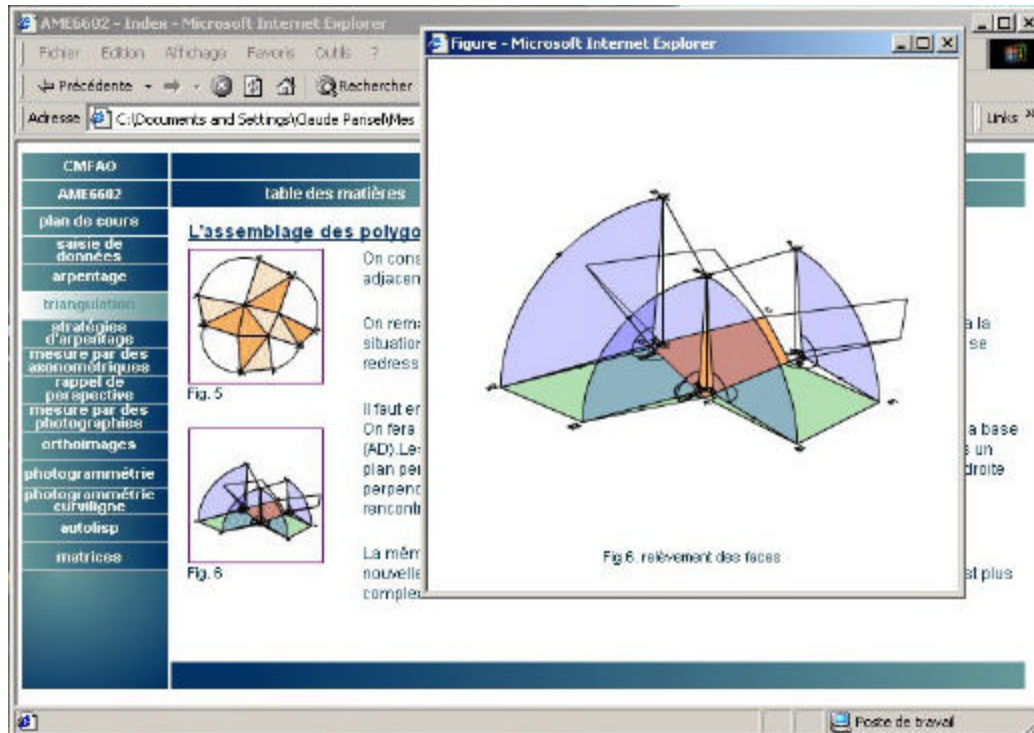 AME6602 - Index - Microsoft Internet Explorer
Fichier Edition Affichage Favoris Outils ?
Précédente
Rechercher
Adresse C:\Documents and Settings\Claude Parisel\Mes
Links »
Figure - Microsoft Internet Explorer
CMFAO
AME6602
table des matières
plan de cours
saisie de
données
arpentage
triangulation
stratégies
d'arpentage
mesure par des
axonométriques
rappel de
perspective
mesure par des
photographies
orthoimages
photogrammétrie
photogrammétrie
curviligne
autolisp
matrices
L'assemblage des polygo
On cons
adjacen
On rema
situation
redress
Fig. 5
il faut en
On fera
(AD).Les
plan per
perpend
rencontr
La mêm
nouvelle
comple
Fig. 6
a la
se
a base
s un
droite
st plus
Fig.6. relèvement des faces
Poste de travail